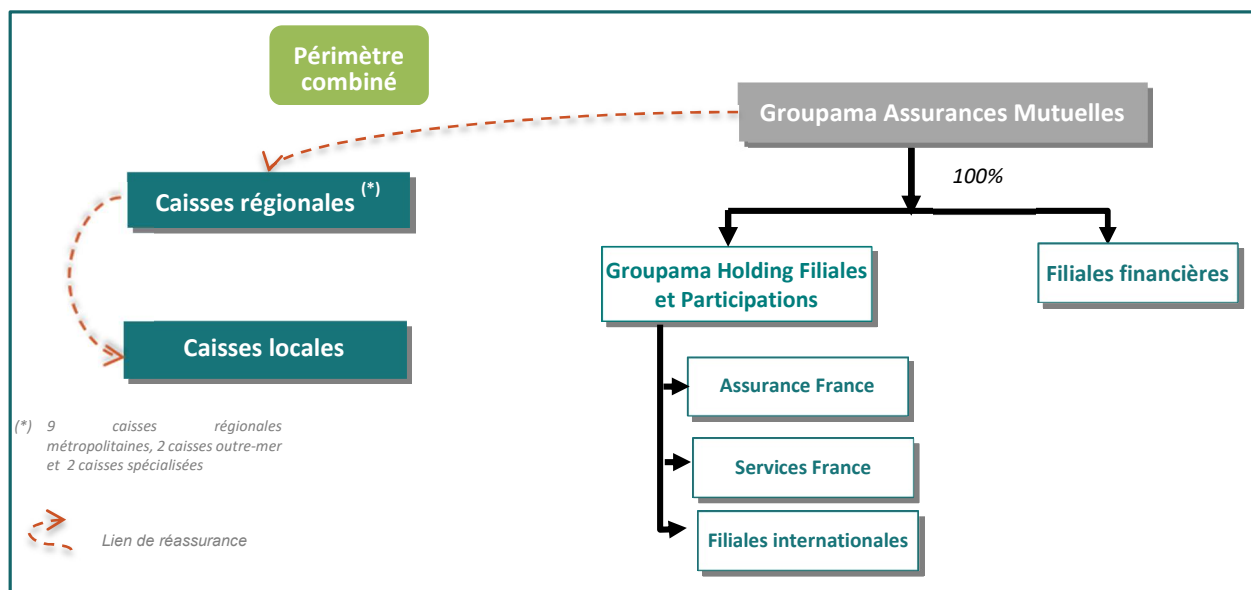 Périmètre
combiné
Groupama Assurances Mutuelles
100%
Caisses régionales (*)
Groupama Holding Filiales
et Participations
Filiales financières
Caisses locales
Assurance France
(*) 9 caisses régionales
métropolitaines, 2 caisses outre-mer
et 2 caisses spécialisées
Services France
Lien de réassurance
Filiales internationales